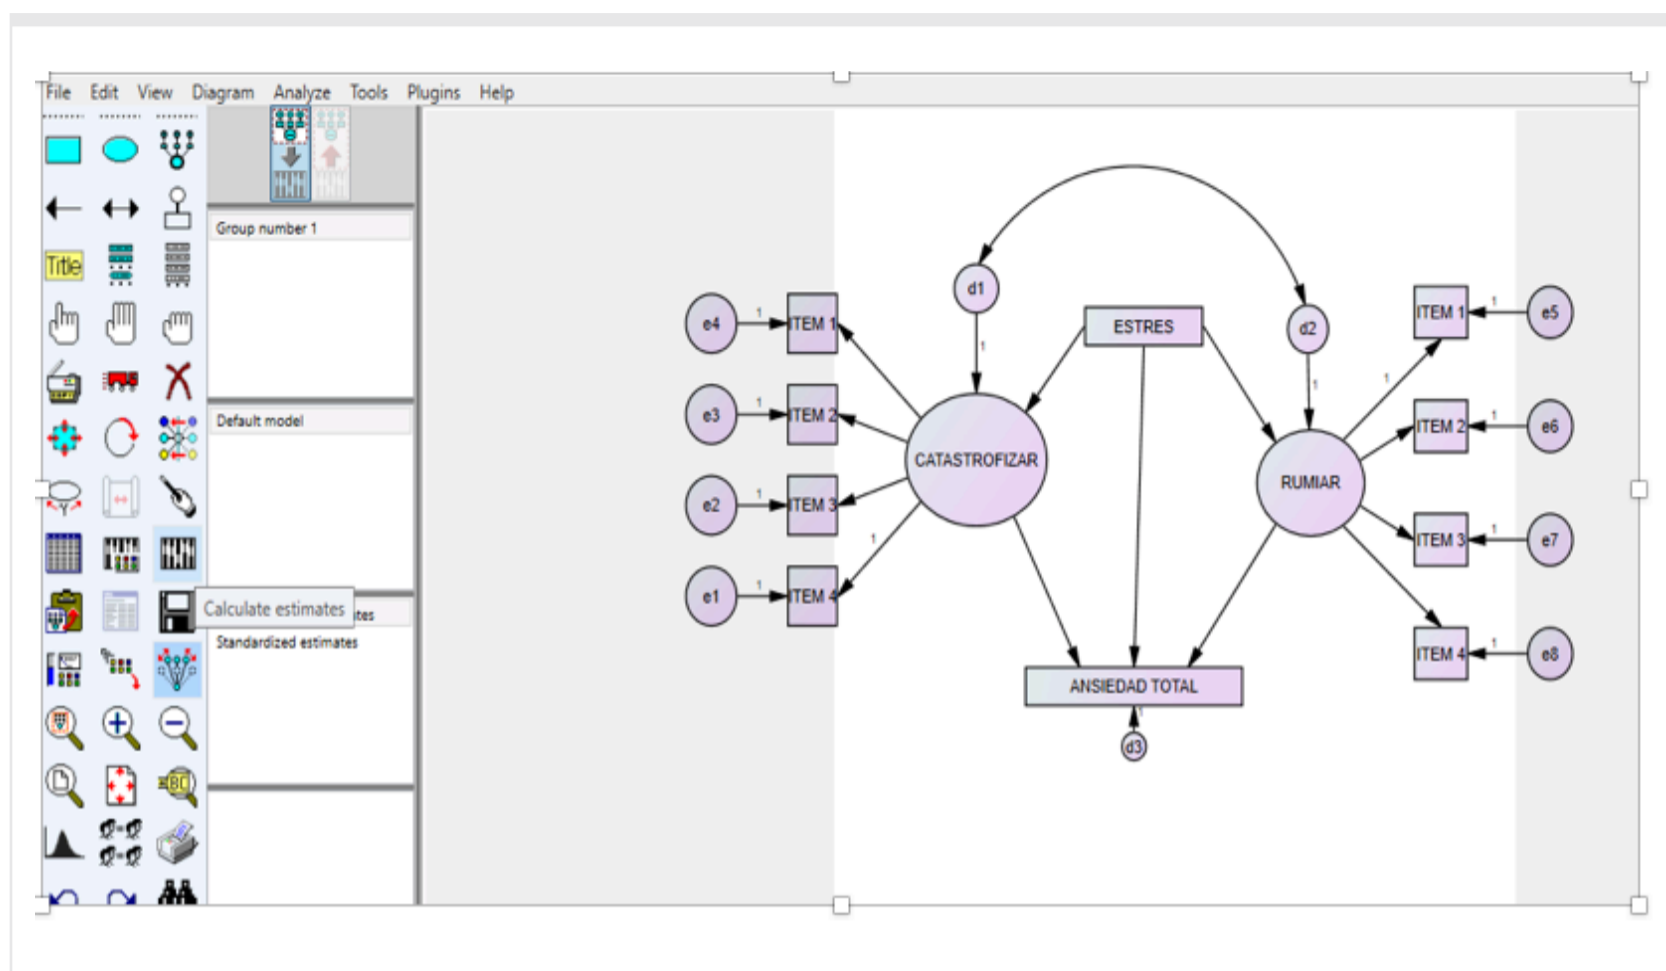 File Edit View Diagram Analyze Tools Plugins Help
Title
Group number 1
Default model
Calculate estimates
tes
Standardized estimates
d1
ESTRES
d2
1
1
e4
1
ITEM 1
e3
1
ITEM 2
e2
1
ITEM 3
e1
1
ITEM 4
1
CATASTROFIZAR
RUMIAR
1
ITEM 1
1
e5
ITEM 2
1
e6
ITEM 3
1
e7
ITEM 4
1
e8
ANSIEDAD TOTAL
1
d3